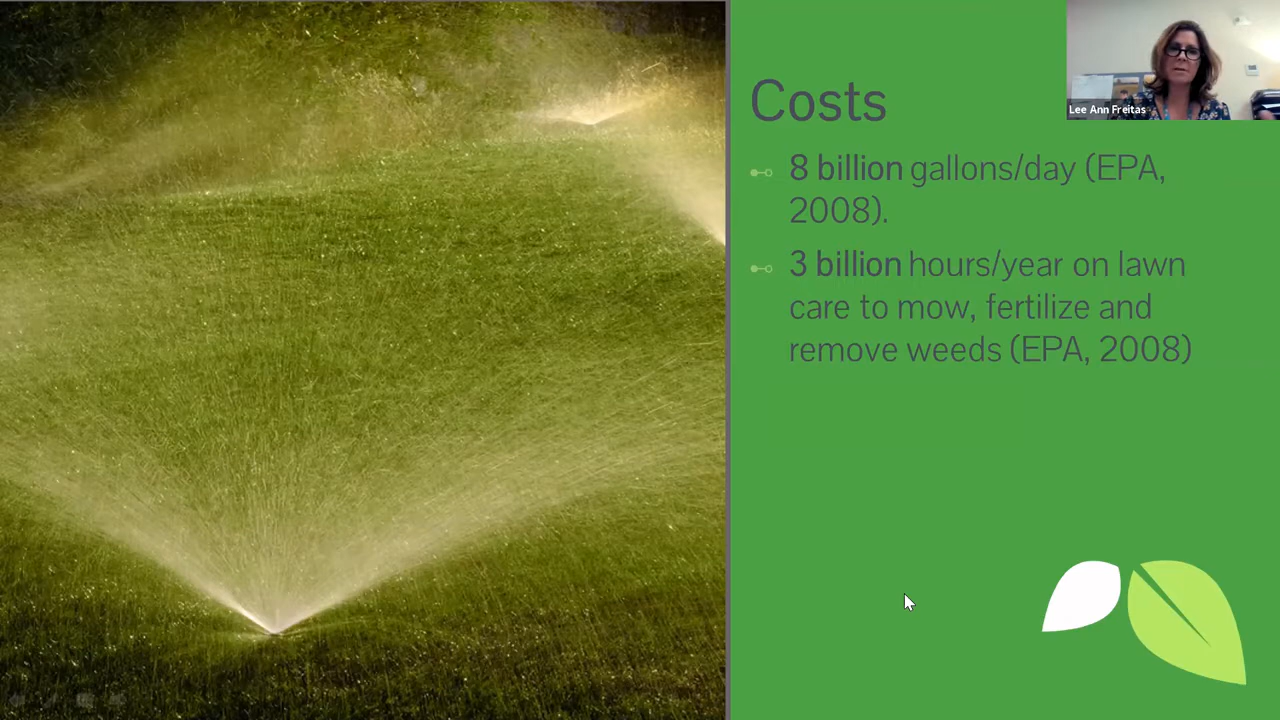 Costs
Lee Ann Freitas
8 billion gallons/day (EPA,
2008).
3 billion hours/year on lawn
care to mow, fertilize and
remove weeds (EPA, 2008)